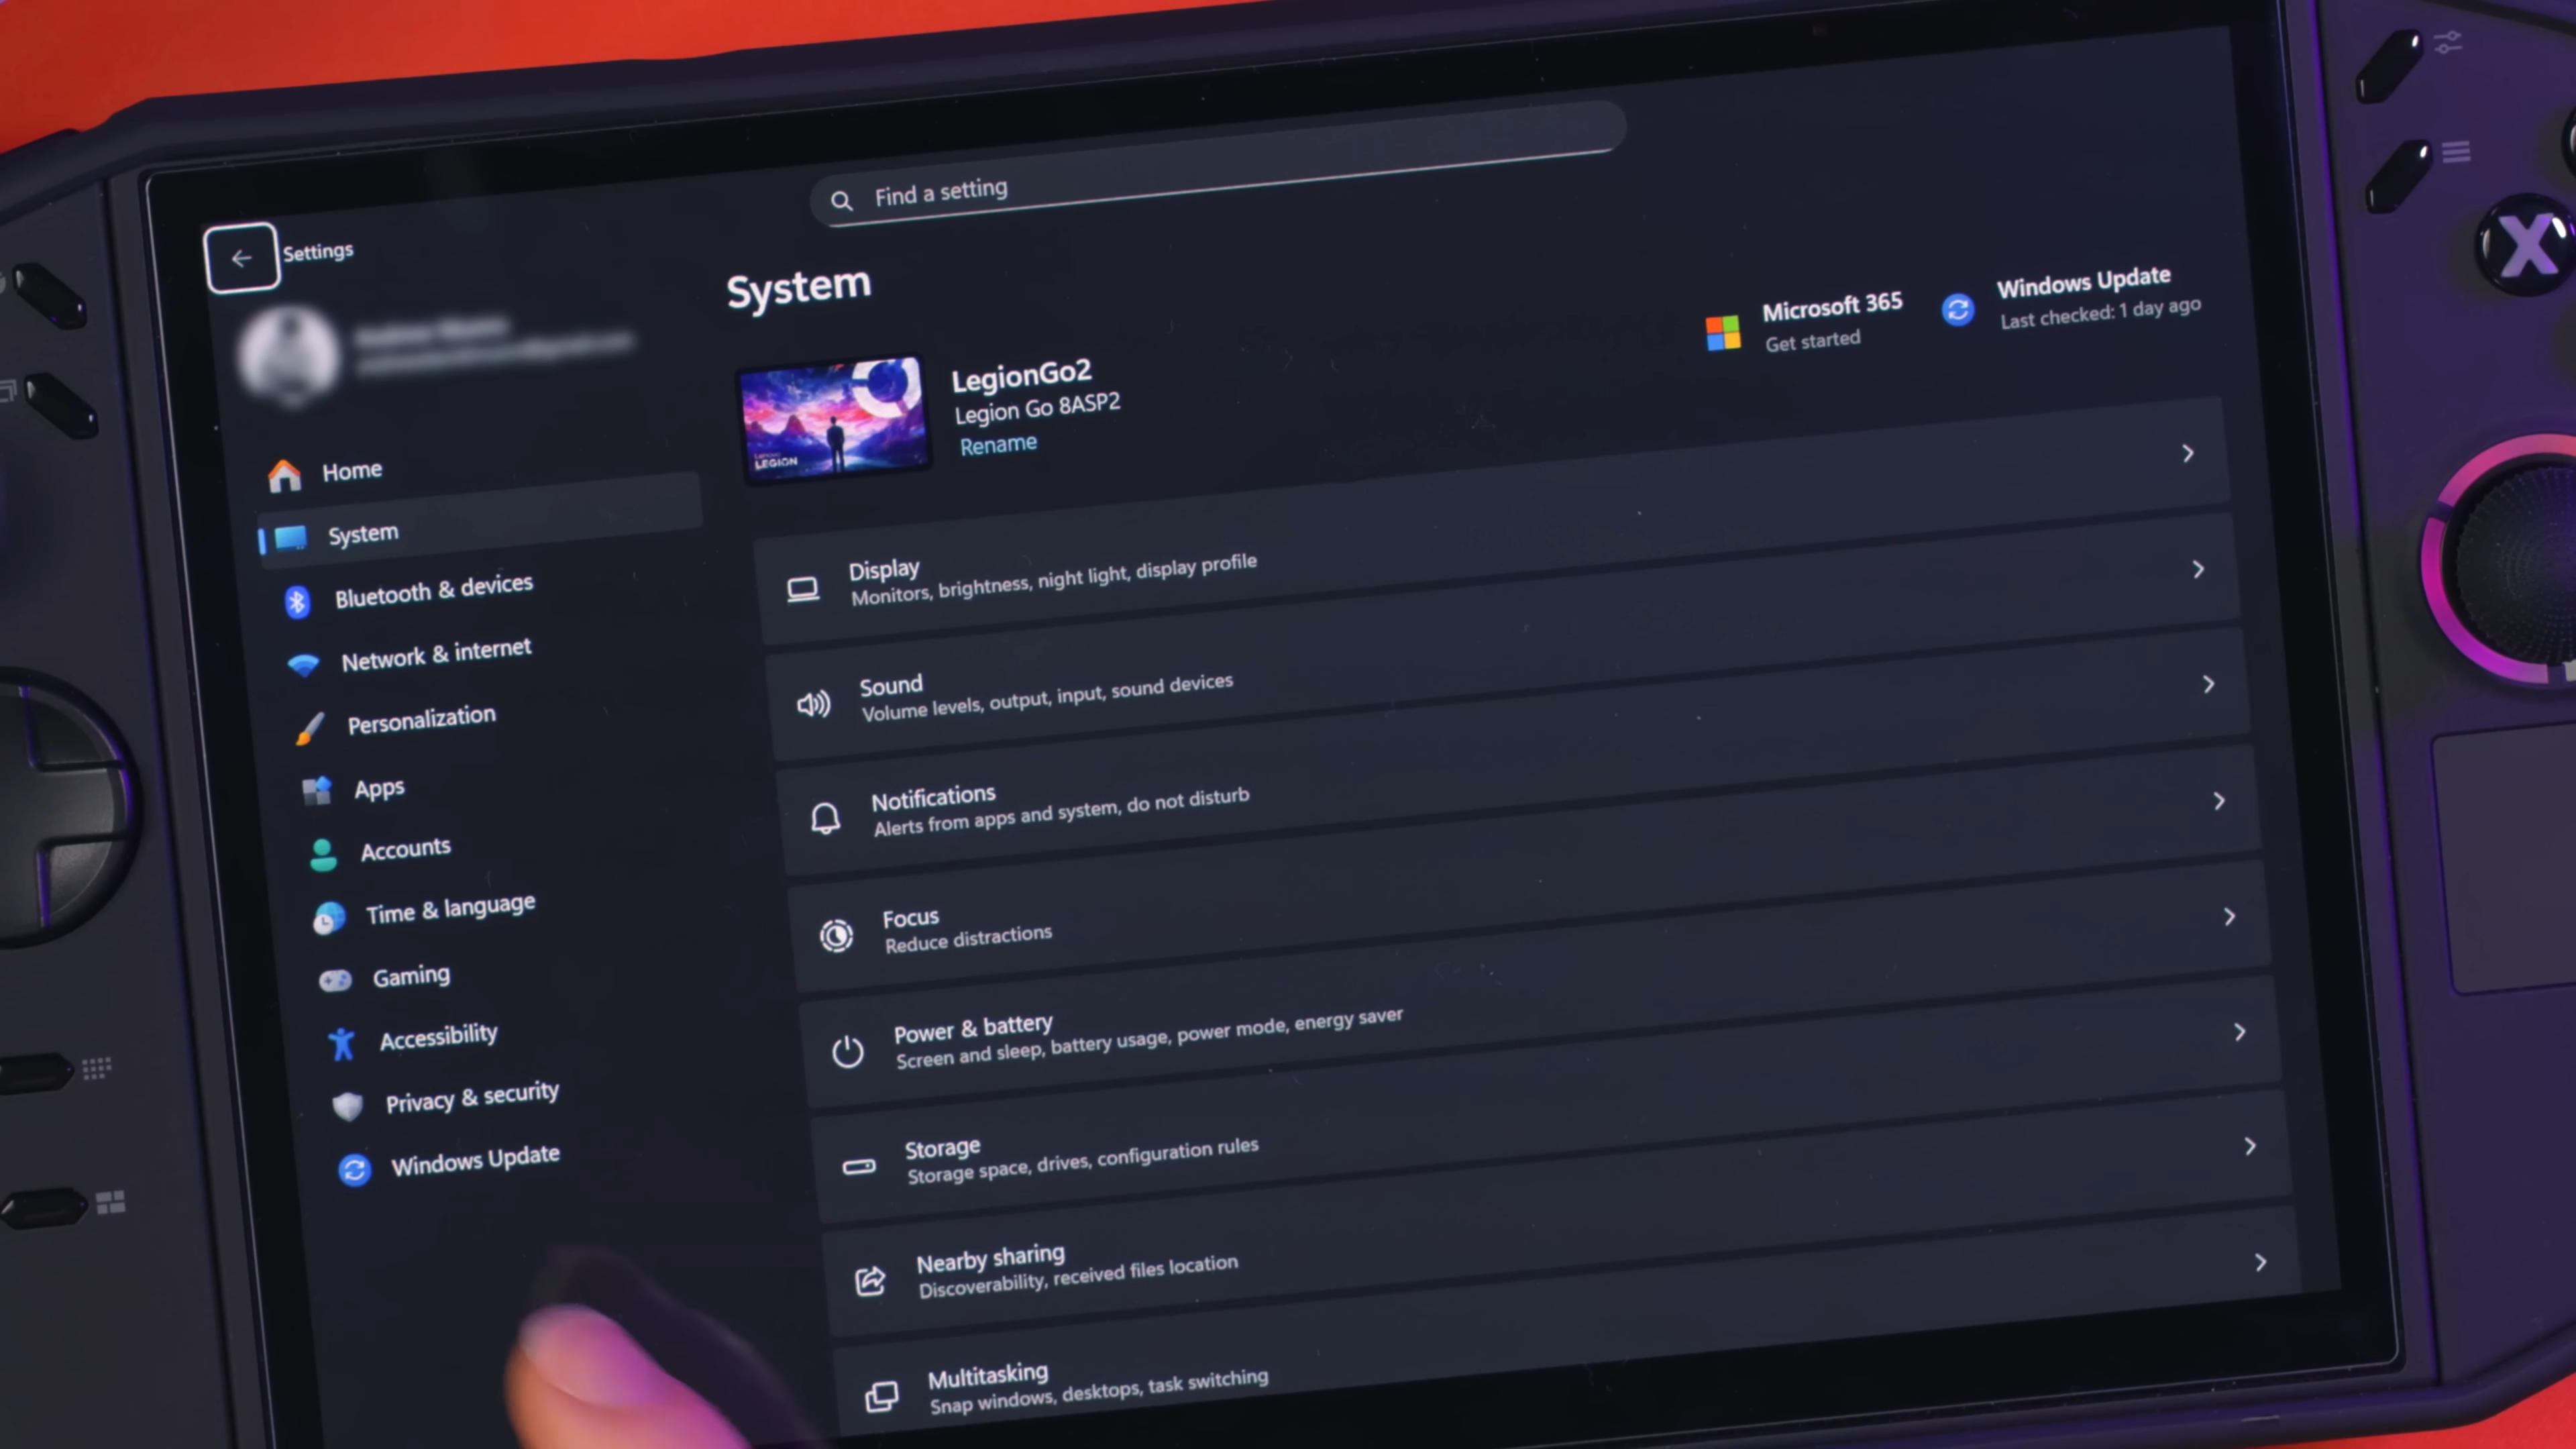 Find a setting
Settings
System
LegionGo2
Legion Go 8ASP2
Rename
Microsoft 365
Get started
Windows Update
Last checked: 1 day ago
Lenovo
LEGION
Home
System
Bluetooth & devices
Network & internet
Personalization
Apps
Accounts
Time & language
Gaming
Accessibility
Privacy & security
Windows Update
Display
Monitors, brightness, night light, display profile
Sound
Volume levels, output, input, sound devices
Notifications
Alerts from apps and system, do not disturb
Focus
Reduce distractions
Power & battery
Screen and sleep, battery usage, power mode, energy saver
Storage
Storage space, drives, configuration rules
Nearby sharing
Discoverability, received files location
Multitasking
Snap windows, desktops, task switching
X